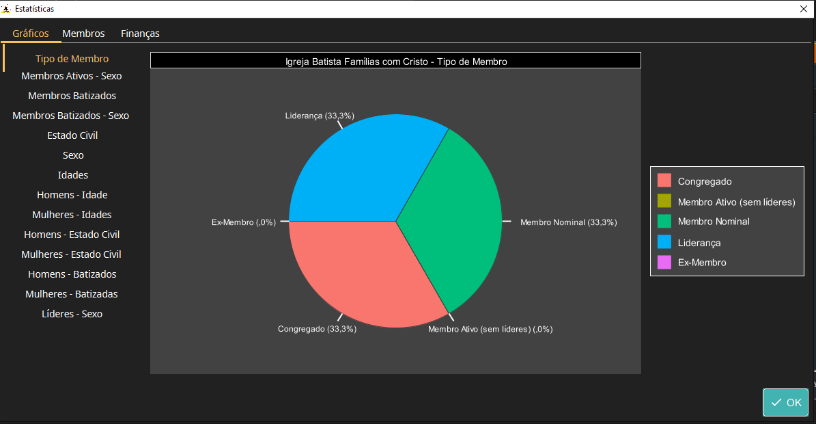 Estatísticas
Gráficos Membros Finanças
Tipo de Membro
Membros Ativos - Sexo
Membros Batizados
Membros Batizados - Sexo
Estado Civil
Sexo
Idades
Homens - Idade
Mulheres - Idades
Homens - Estado Civil
Mulheres - Estado Civil
Homens - Batizados
Mulheres - Batizadas
Líderes - Sexo
Igreja Batista Famílias com Cristo - Tipo de Membro
Liderança (33,3%)
Ex-Membro (,0%)
Membro Nominal (33,3%)
Congregado (33,3%)
Membro Ativo (sem líderes) (,0%)
Congregado
Membro Ativo (sem líderes)
Membro Nominal
Liderança
Ex-Membro
OK